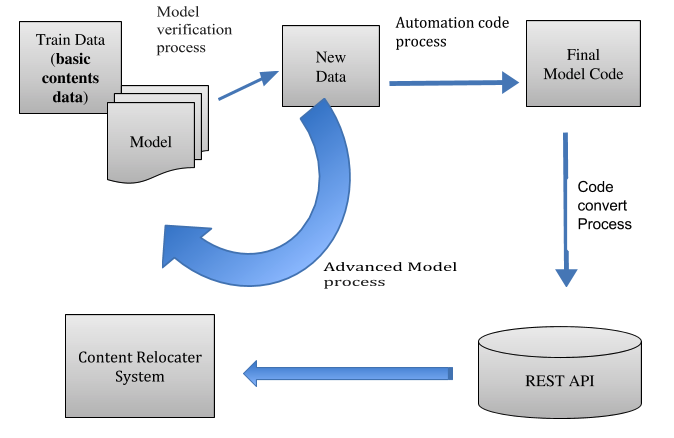 Train Data
(basic
contents
data)
Model
Model
verification
process
New
Data
Automation code
process
Final
Model Code
Code
convert
Process
Advanced Model
process
REST API
Content Relocater
System